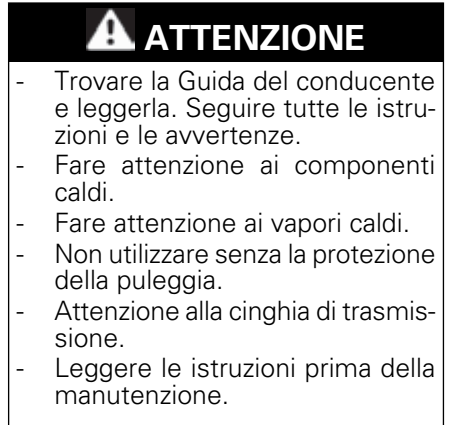 ATTENZIONE
- Trovare la Guida del conducente
e leggerla. Seguire tutte le istru-
zioni e le avvertenze.
- Fare attenzione ai componenti
caldi.
- Fare attenzione ai vapori caldi.
- Non utilizzare senza la protezione
della puleggia.
- Attenzione alla cinghia di trasmis-
sione.
- Leggere le istruzioni prima della
manutenzione.